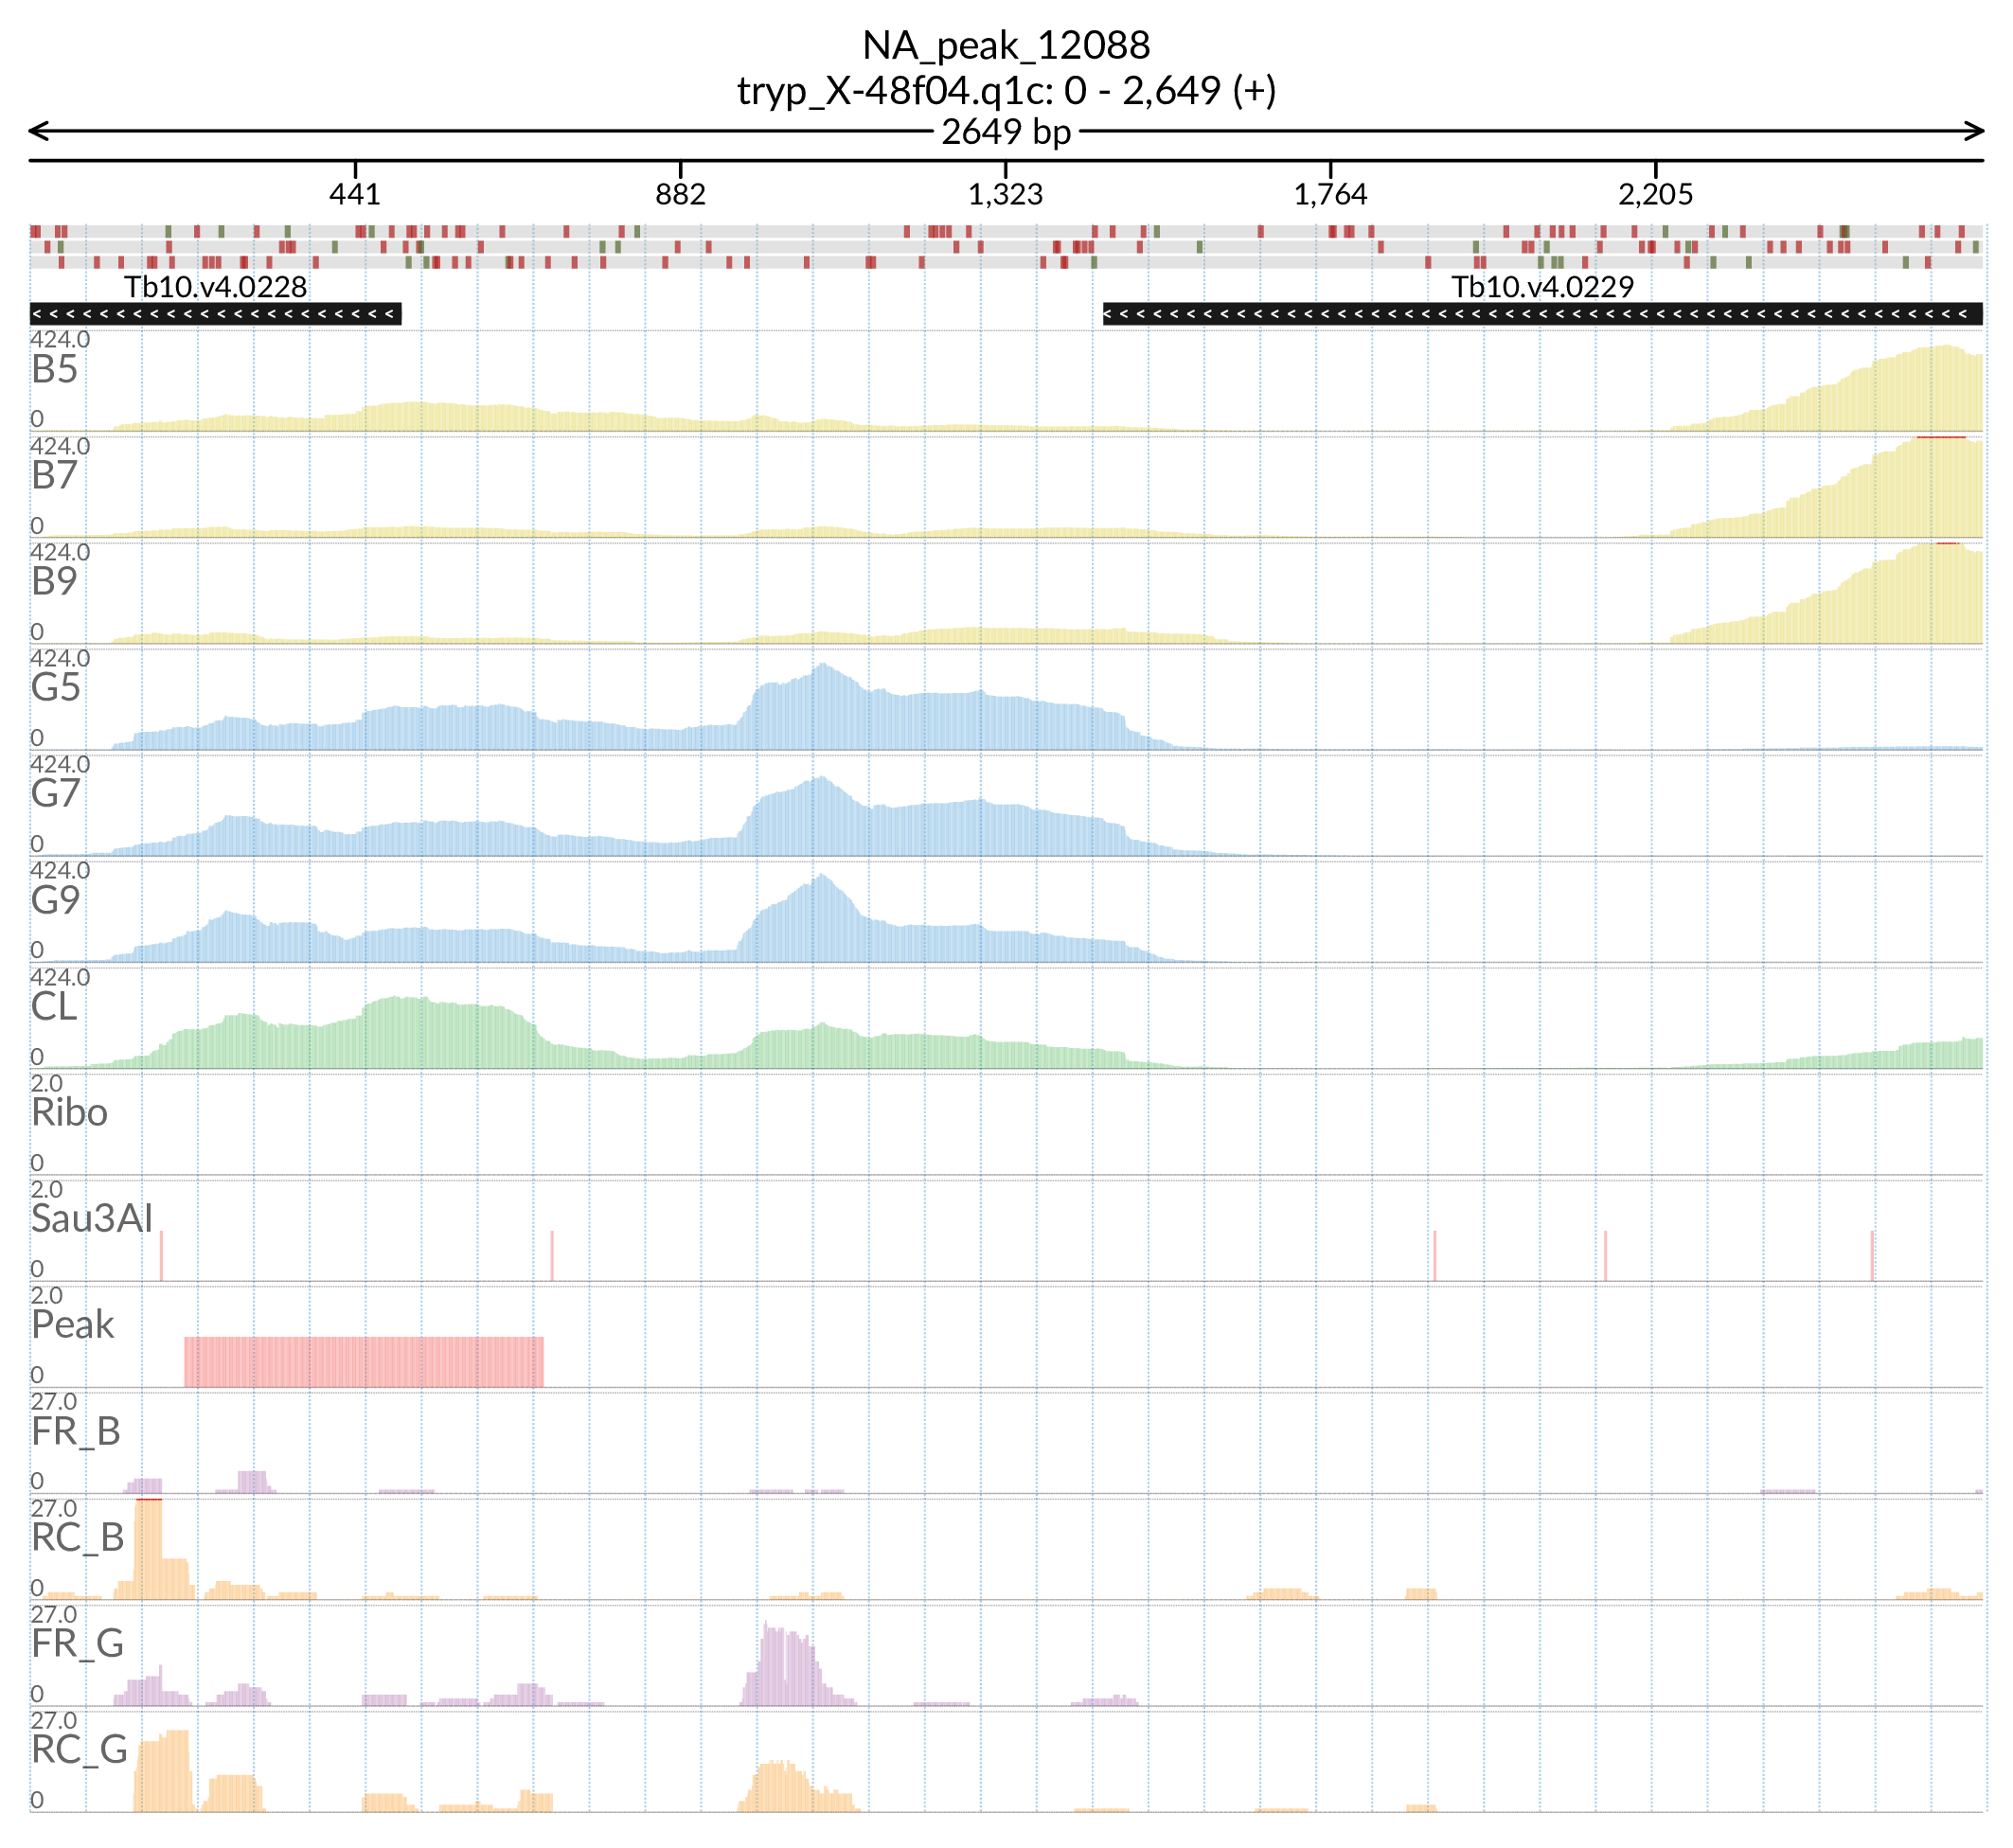 NA_peak_12088
tryp_X-48f04.q1c: 0 - 2,649 (+)
2649 bp
441 882 1,323 1,764 2,205
Tb10.v4.0228 Tb10.v4.0229
424.0
B5
0
424.0
B7
0
424.0
B9
0
424.0
G5
0
424.0
G7
0
424.0
G9
0
424.0
CL
0
2.0
Ribo
0
2.0
Sau3AI
0
2.0
Peak
0
27.0
FR_B
0
27.0
RC_B
0
27.0
FR_G
0
27.0
RC_G
0